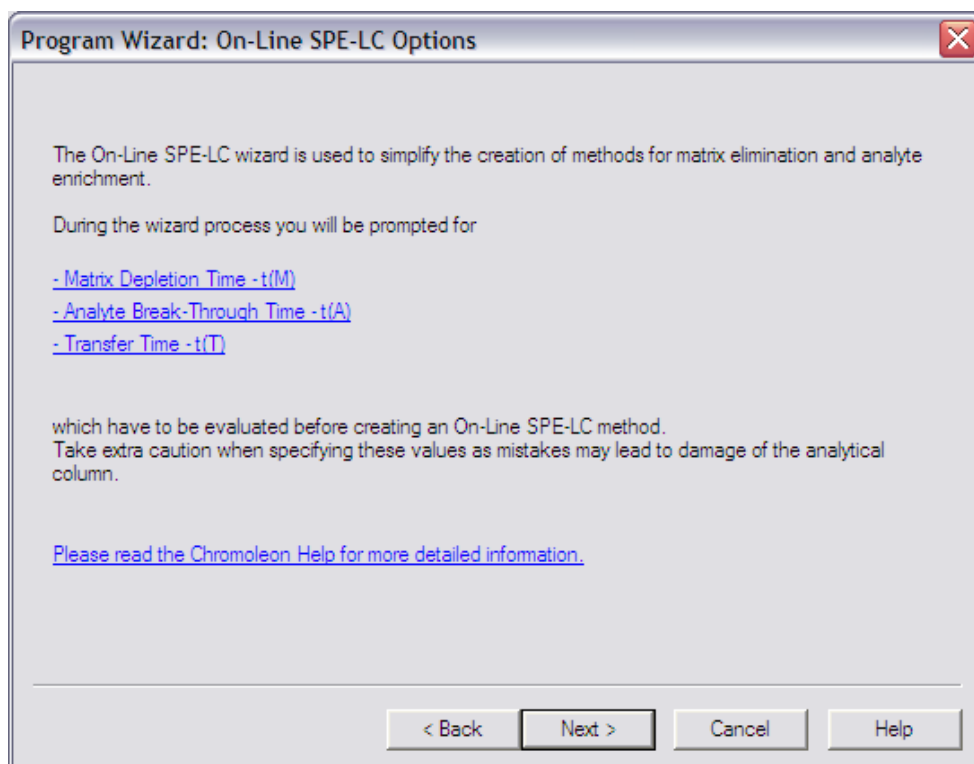 Program Wizard: On-Line SPE-LC Options
The On-Line SPE-LC wizard is used to simplify the creation of methods for matrix elimination and analyte
enrichment.
During the wizard process you will be prompted for
- Matrix Depletion Time - t(M)
- Analyte Break-Through Time - t(A)
- Transfer Time - t(T)
which have to be evaluated before creating an On-Line SPE-LC method.
Take extra caution when specifying these values as mistakes may lead to damage of the analytical
column.
Please read the Chromoleon Help for more detailed information.
< Back
Next >
Cancel
Help